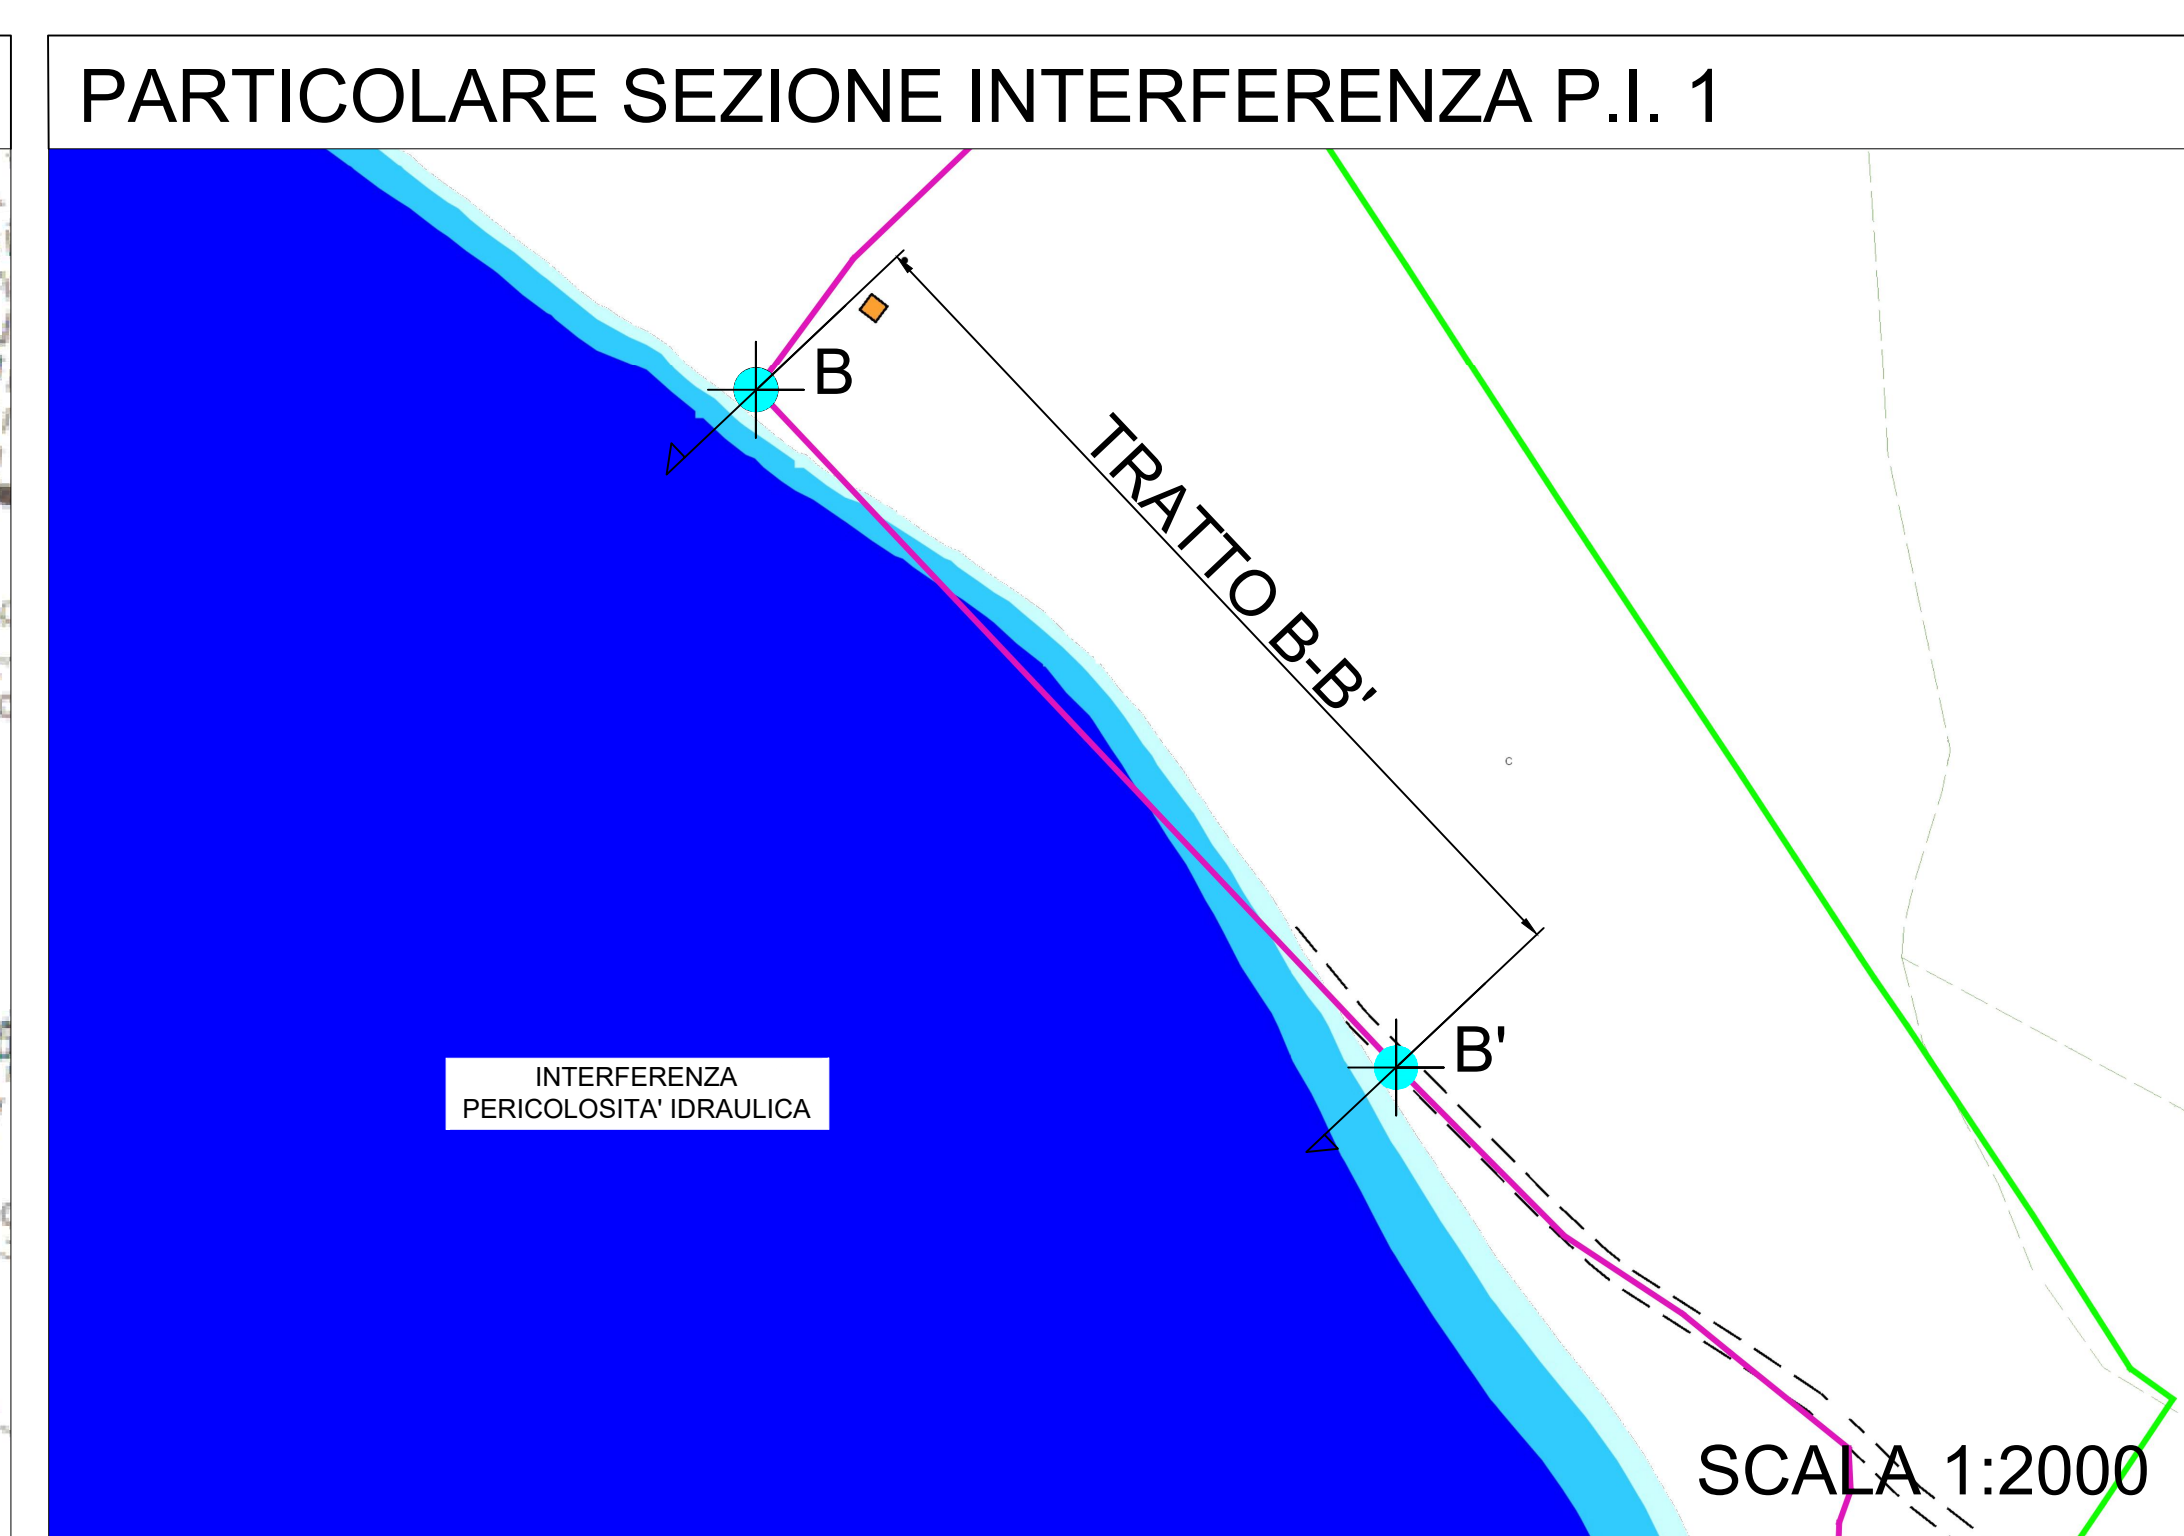 PARTICOLARE SEZIONE INTERFERENZA P.I. 1
B
TRATTO B-B'
c
B'
INTERFERENZA
PERICOLOSITA' IDRAULICA
SCALA 1:2000